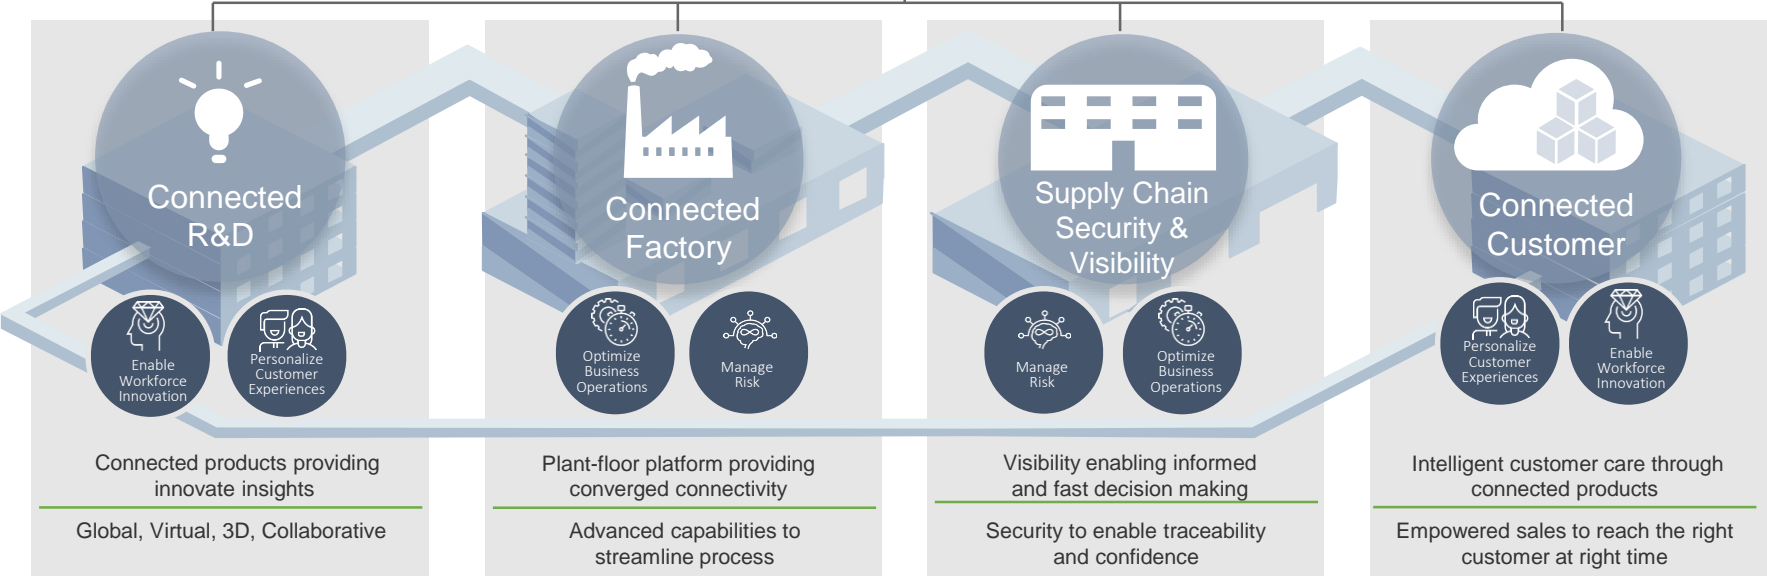 Connected
R&D
Enable
Workforce
Innovation
Personalize
Customer
Experiences
Connected products providing
innovate insights
Global, Virtual, 3D, Collaborative
Connected
Factory
Optimize
Business
Operations
Manage
Risk
Plant-floor platform providing
converged connectivity
Advanced capabilities to
streamline process
Supply Chain
Security &
Visibility
Manage
Risk
Optimize
Business
Operations
Visibility enabling informed
and fast decision making
Security to enable traceability
and confidence
Connected
Customer
Personalize
Customer
Experiences
Enable
Workforce
Innovation
Intelligent customer care through
connected products
Empowered sales to reach the right
customer at right time